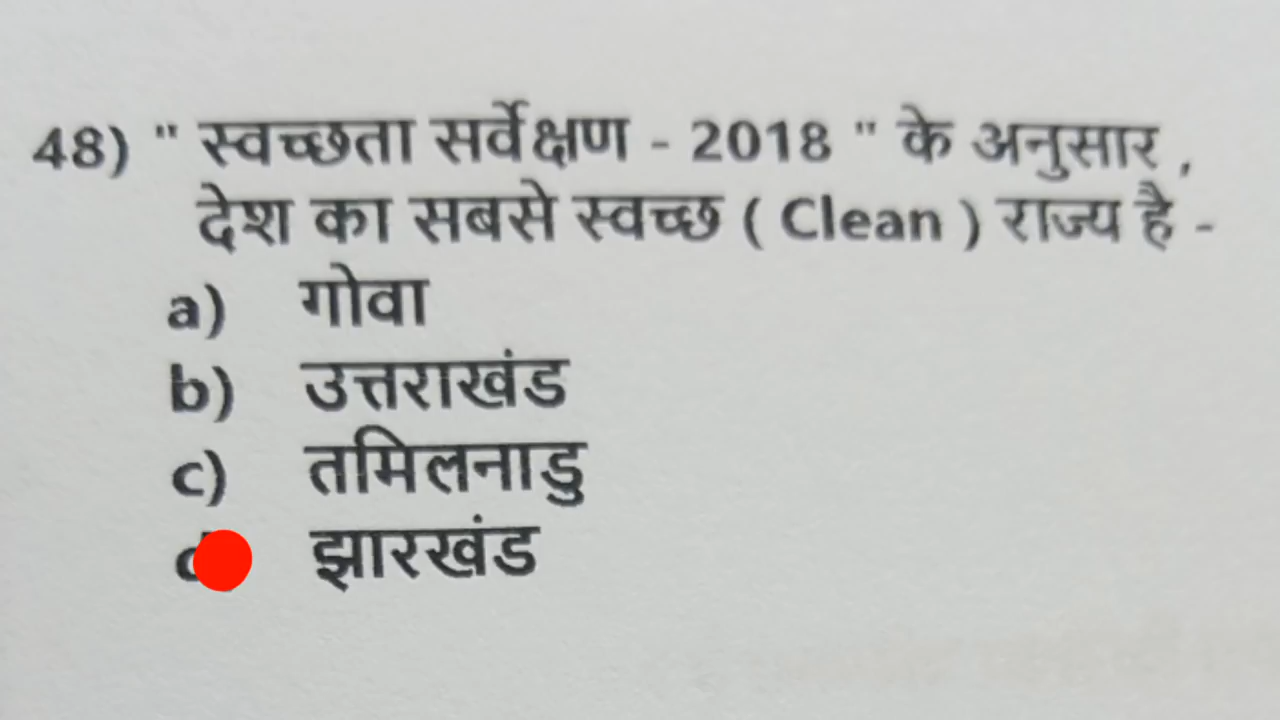 48) " स्वच्छता सर्वेक्षण - 2018 " के अनुसार ,
देश का सबसे स्वच्छ ( Clean ) राज्य है -
a) गोवा
b) उत्तराखंड
c) तमिलनाडु
झारखंड